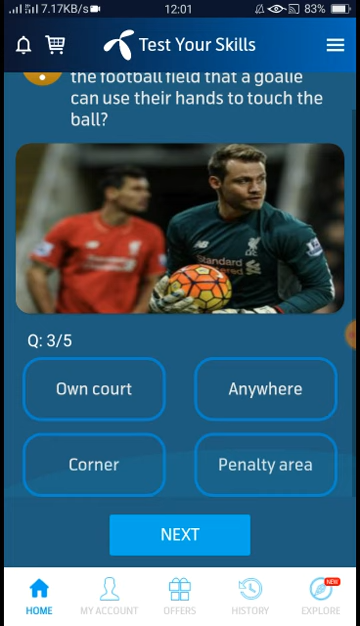 7.17KB/s 12:01 83%
Test Your Skills
the football field that a goalie
can use their hands to touch the
ball?
Standard
Chartered
Q: 3/5
Own court Anywhere
Corner Penalty area
NEXT
NEW
HOME MY ACCOUNT OFFERS HISTORY EXPLORE